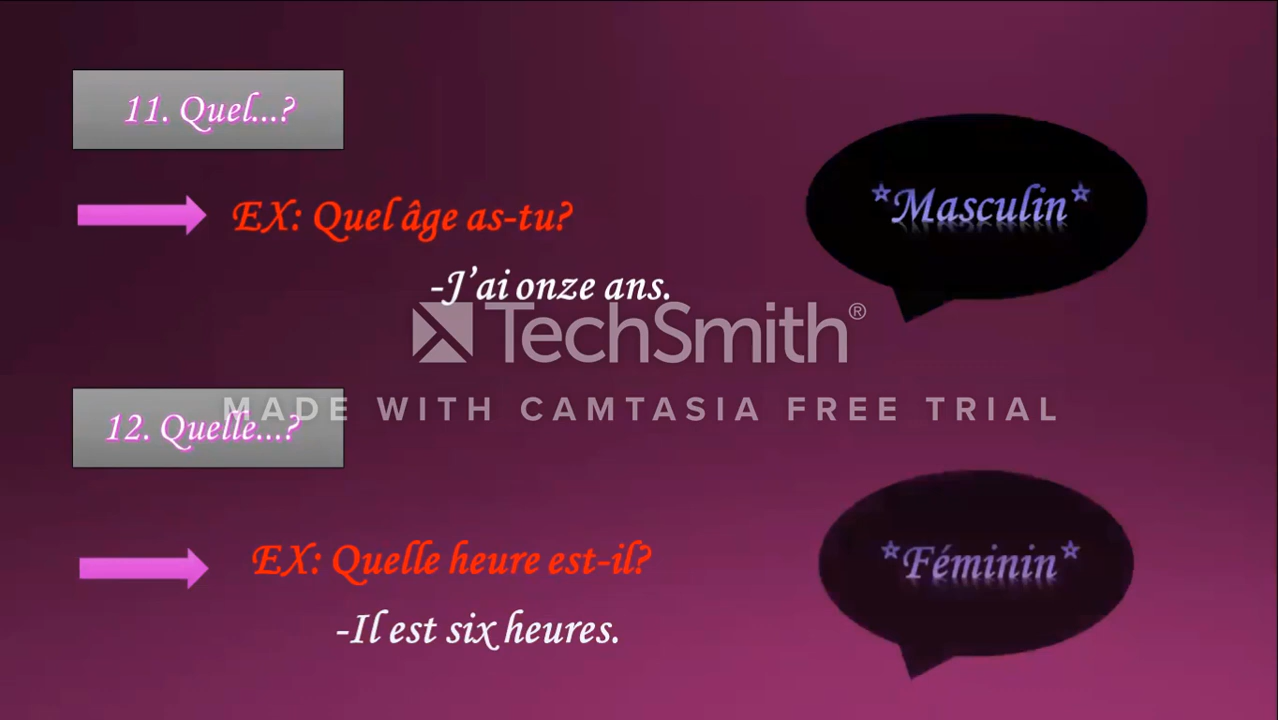 11. Quel...?
*Masculin*
EX: Quel âge as-tu?
-J'ai onze ans.
TechSmith®
MADE WITH CAMTASIA FREE TRIAL
12. Quelle...?
*Féminin*
EX: Quelle heure est-il?
-Il est six heures.